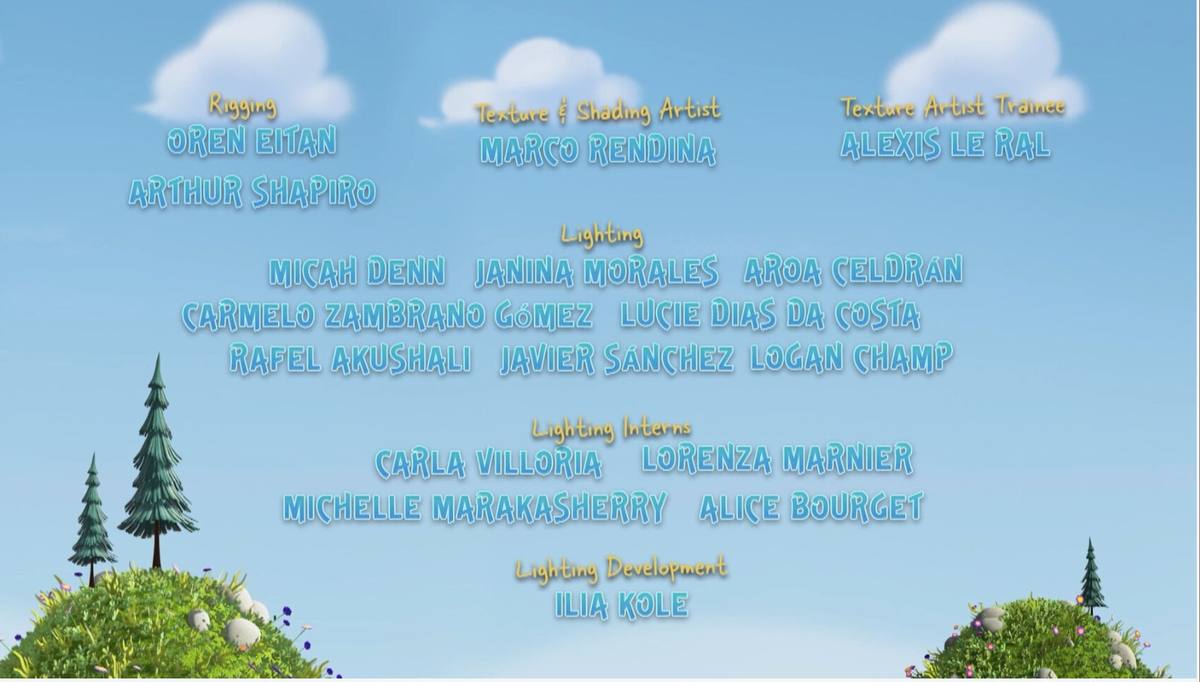 Rigging
OREN EITAN
ARTHUR SHAPIRO
Texture & Shading Artist
MARCO RENDINA
Texture Artist Trainee
ALEXIS LE RAL
Lighting
MICAH DENN JANINA MORALES AROA CELDRÁN
CARMELO ZAMBRANO GÓMEZ LUCIE DIAS DA COSTA
RAFEL AKUSHALI JAVIER SÁNCHEZ LOGAN CHAMP
Lighting Interns
CARLA VILLORIA LORENZA MARNIER
MICHELLE MARAKASHERRY ALICE BOURGET
Lighting Development
ILIA KOLE